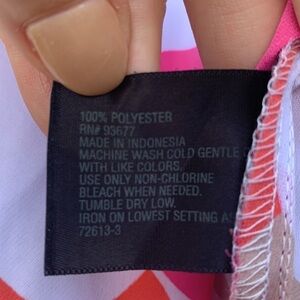 100% POLYESTER
RN# 93677
MADE IN INDONESIA
MACHINE WASH COLD GENTLE
WITH LIKE COLORS.
USE ONLY NON-CHLORINE
BLEACH WHEN NEEDED.
TUMBLE DRY LOW.
IRON ON LOWEST SETTING AS
72613-3